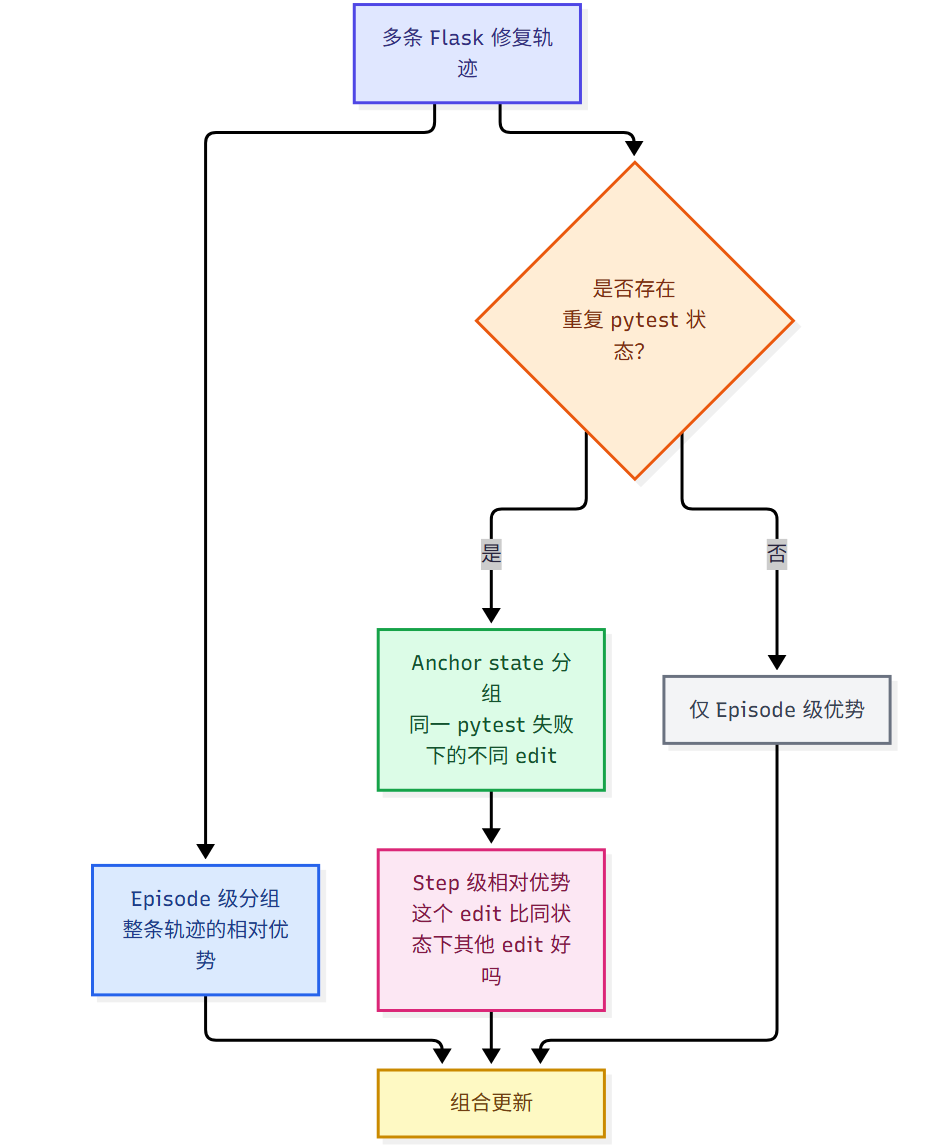 多条 Flask 修复轨
迹
是否存在
重复 pytest 状
态？
是
否
Anchor state 分
组
同一 pytest 失败
下的不同 edit
仅 Episode 级优势
Episode 级分组
整条轨迹的相对优
势
Step 级相对优势
这个 edit 比同状
态下其他 edit 好
吗
组合更新